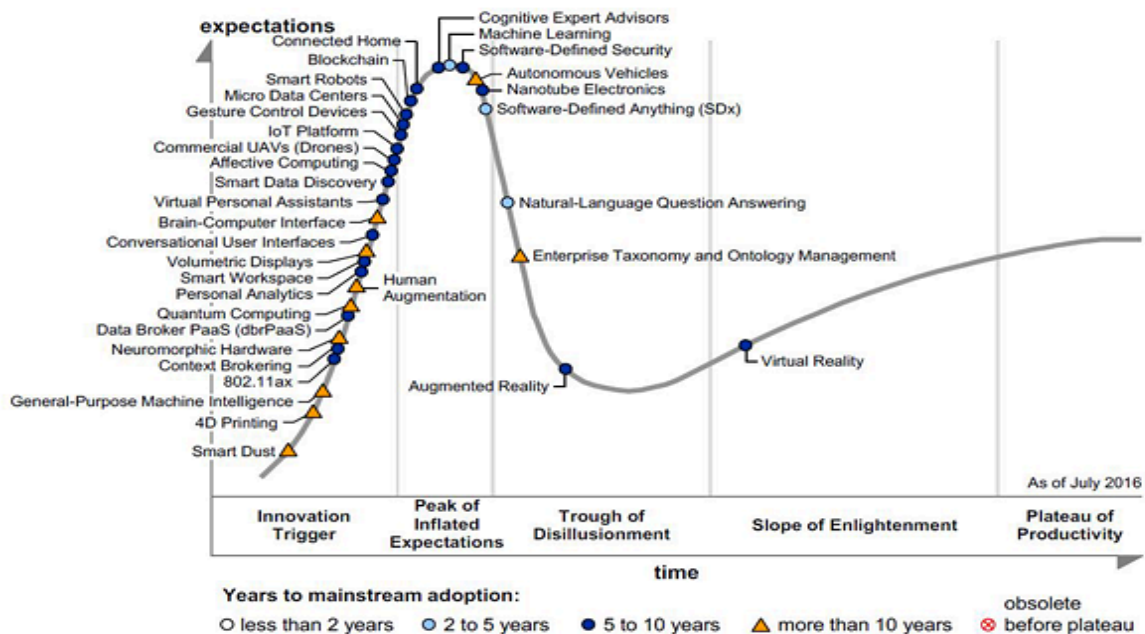 expectations
Cognitive Expert Advisors
Machine Learning
Software-Defined Security
Connected Home
Blockchain
Smart Robots
Micro Data Centers
Gesture Control Devices
IoT Platform
Commercial UAVs (Drones)
Affective Computing
Smart Data Discovery
Virtual Personal Assistants
Brain-Computer Interface
Conversational User Interfaces
Volumetric Displays
Smart Workspace
Personal Analytics
Quantum Computing
Data Broker PaaS (dbrPaaS)
Neuromorphic Hardware
Context Brokering
802.11ax
General-Purpose Machine Intelligence
4D Printing
Smart Dust
Human
Augmentation
Autonomous Vehicles
Nanotube Electronics
Software-Defined Anything (SDx)
Natural-Language Question Answering
Enterprise Taxonomy and Ontology Management
Augmented Reality
Virtual Reality
As of July 2016
Innovation
Trigger
Peak of
Inflated
Expectations
Trough of
Disillusionment
Slope of Enlightenment
Plateau of
Productivity
time
Years to mainstream adoption:
less than 2 years
2 to 5 years
5 to 10 years
more than 10 years
obsolete
before plateau